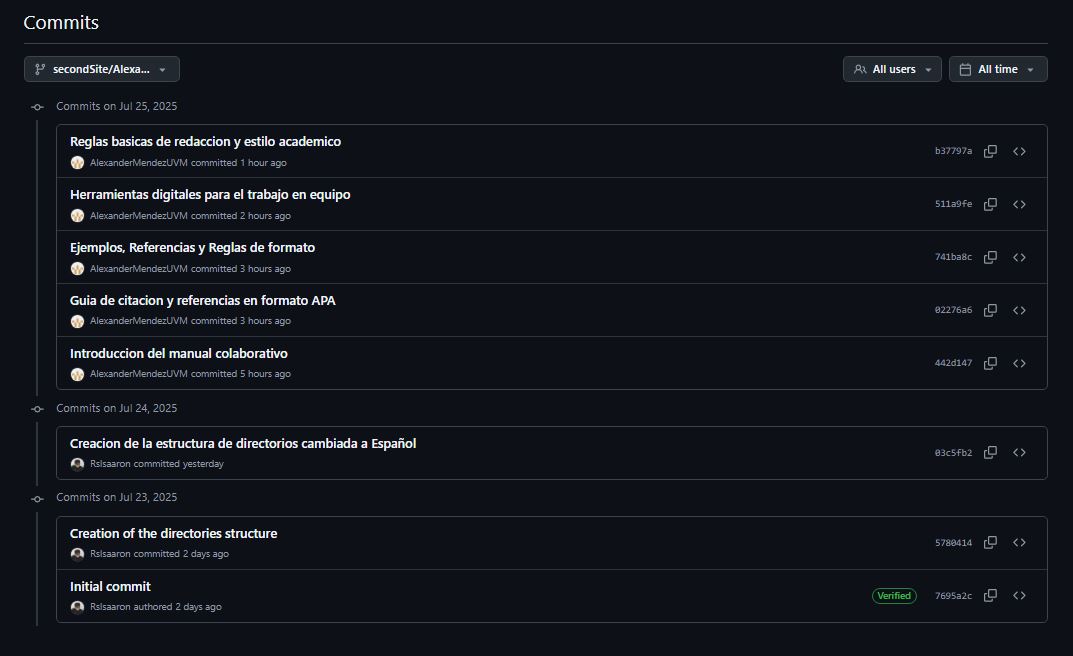 Commits
secondSite/Alexa...
All users
All time
Commits on Jul 25, 2025
Reglas basicas de redaccion y estilo academico
AlexanderMendezUVM committed 1 hour ago
b37797a
Herramientas digitales para el trabajo en equipo
AlexanderMendezUVM committed 2 hours ago
511a9fe
Ejemplos, Referencias y Reglas de formato
AlexanderMendezUVM committed 3 hours ago
741ba8c
Guia de citacion y referencias en formato APA
AlexanderMendezUVM committed 3 hours ago
02276a6
Introduccion del manual colaborativo
AlexanderMendezUVM committed 5 hours ago
442d147
Commits on Jul 24, 2025
Creacion de la estructura de directorios cambiada a Español
RsIsaaron committed yesterday
03c5fb2
Commits on Jul 23, 2025
Creation of the directories structure
RsIsaaron committed 2 days ago
5780414
Initial commit
RsIsaaron authored 2 days ago
Verified
7695a2c